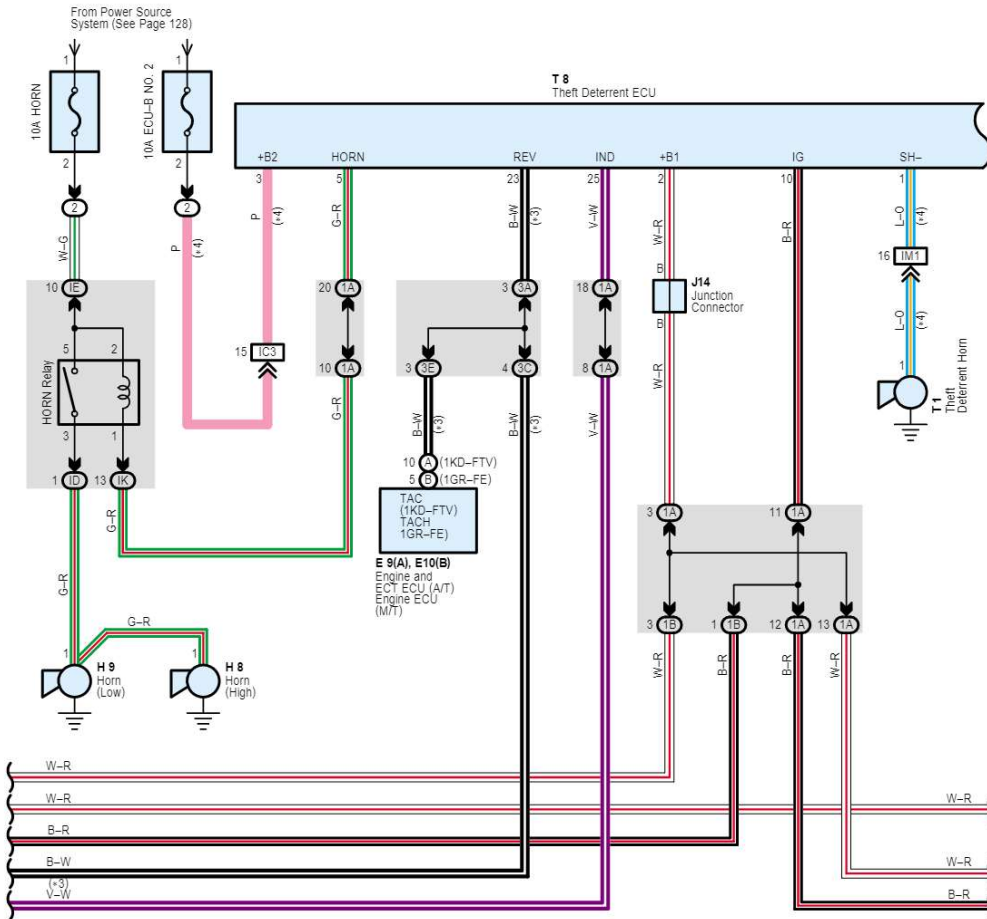 From Power Source
System (See Page 128)
1
1
10A HORN
10A ECU–B NO. 2
2
2
2
2
T 8
Theft Deterrent ECU
+B2
HORN
REV
IND
+B1
IG
SH–
3
5
23
25
2
10
1
W–G
P
(*4)
P
(*4)
G–R
B–W
(*3)
V–W
W–R
B–R
L–O
(*4)
16 IM1
10 IE
20 1A
3 3A
18 1A
B
J14
Junction
Connector
B
5
2
HORN Relay
3
1
15 IC3
10 1A
3 3E
4 3C
8 1A
W–R
L–O
(*4)
1
T 1
Theft
Deterrent Horn
G–R
B–W
(*3)
B–W
(*3)
V–W
1 ID
13 IK
10 A (1KD–FTV)
5 B (1GR–FE)
TAC
(1KD–FTV)
TACH
1GR–FE)
E 9(A), E10(B)
Engine and
ECT ECU (A/T)
Engine ECU
(M/T)
G–R
G–R
3 1A
11 1A
3 1B
1 1B
12 1A
13 1A
G–R
1
H 9
Horn
(Low)
1
H 8
Horn
(High)
W–R
B–R
B–R
W–R
W–R
W–R
W–R
B–R
B–W
(*3)
W–R
V–W
B–R